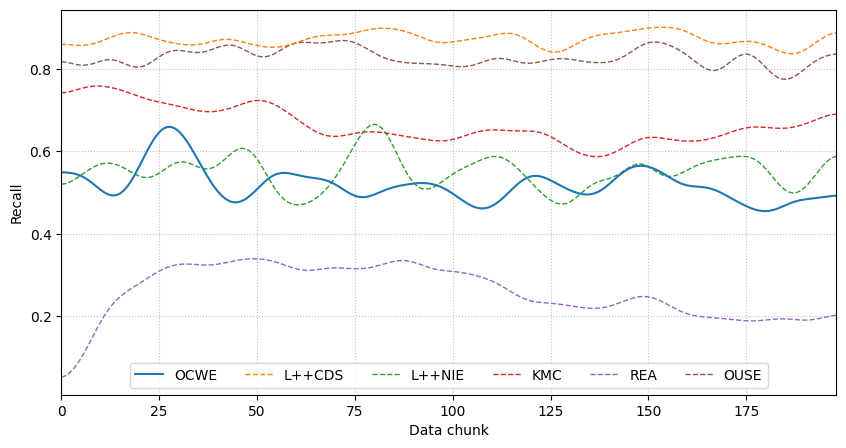 Recall
0.8
0.6
0.4
0.2
OCWE L++CDS L++NIE KMC REA OUSE
0 25 50 75 100 125 150 175
Data chunk